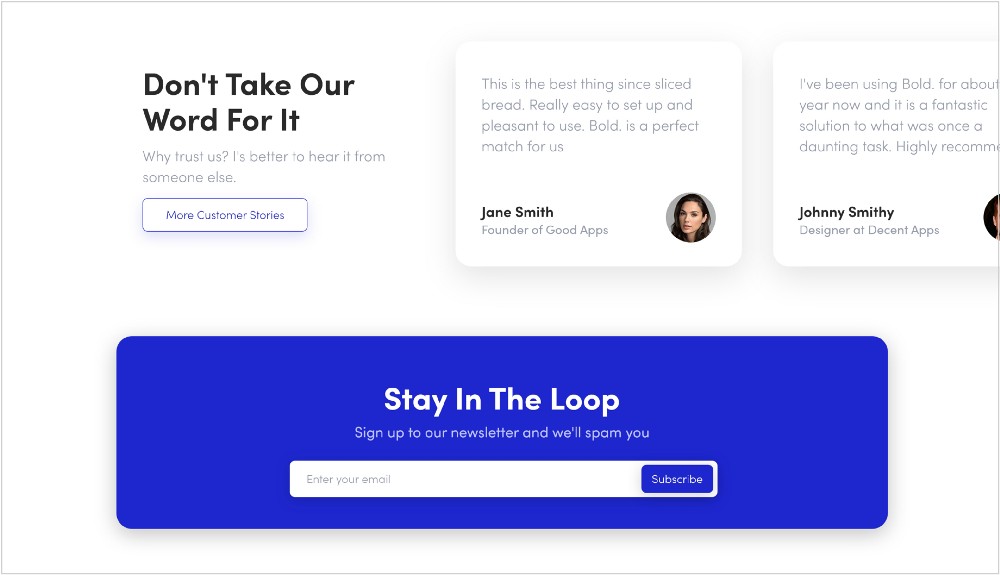 Don't Take Our
Word For It
Why trust us? I's better to hear it from
someone else.
More Customer Stories
This is the best thing since sliced
bread. Really easy to set up and
pleasant to use. Bold. is a perfect
match for us
Jane Smith
Founder of Good Apps
I've been using Bold. for about
year now and it is a fantastic
solution to what was once a
daunting task. Highly recomme
Johnny Smithy
Designer at Decent Apps
Stay In The Loop
Sign up to our newsletter and we'll spam you
Enter your email
Subscribe